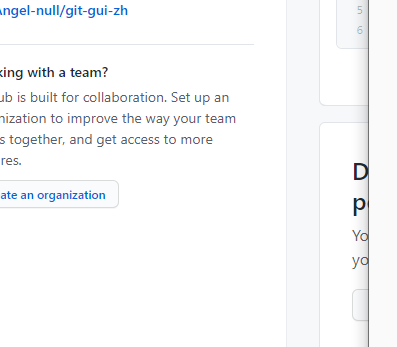 Angel-null/git-gui-zh
king with a team?
ub is built for collaboration. Set up an
nization to improve the way your team
s together, and get access to more
res.
ate an organization
5
6
D
p
Yo
yo